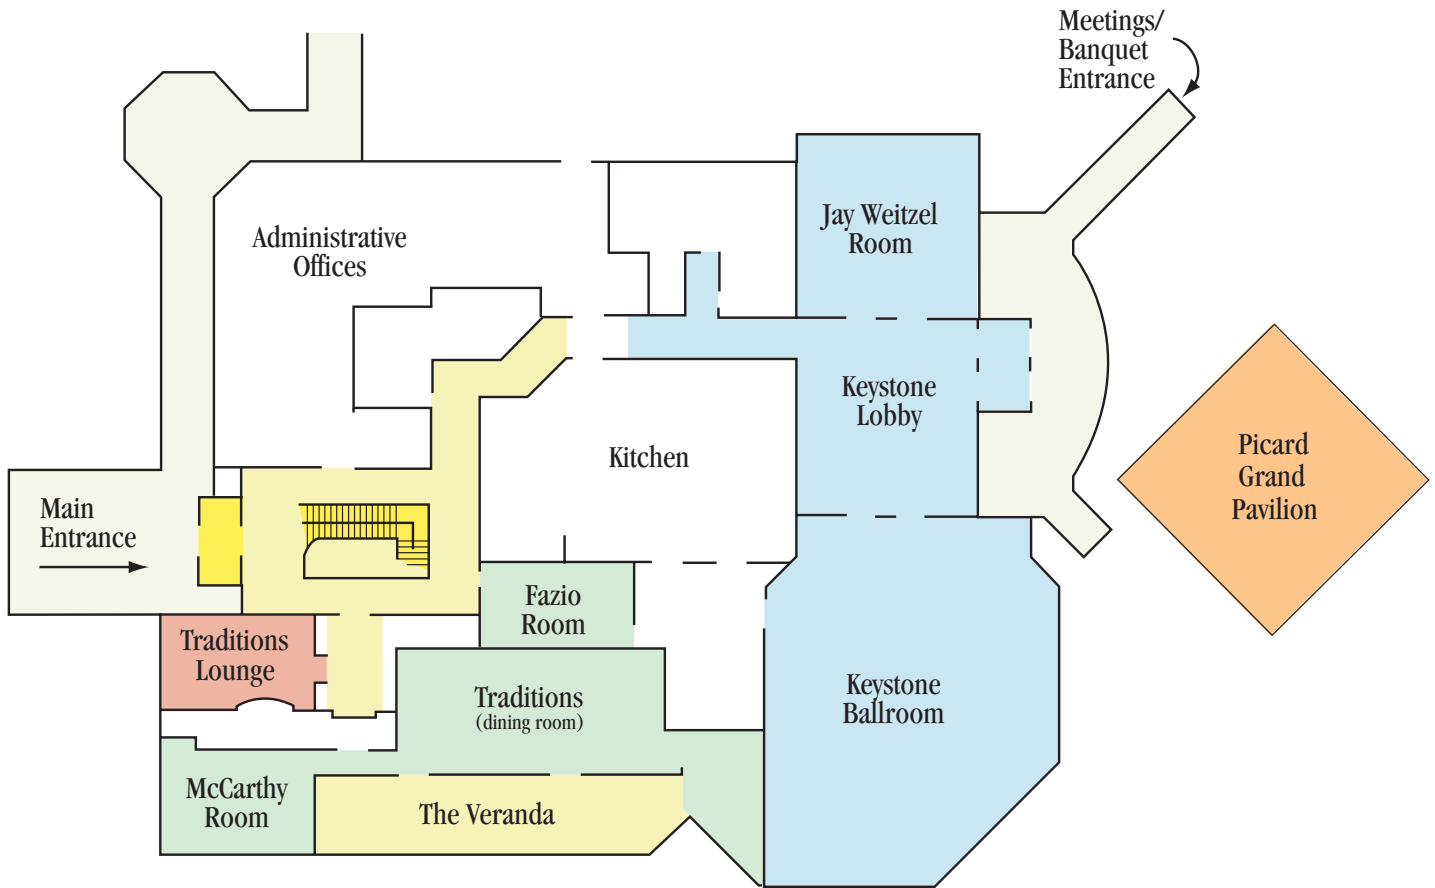 Meetings/
Banquet
Entrance
Jay Weitzel
Room
Administrative
Offices
Keystone
Lobby
Kitchen
Picard
Grand
Pavilion
Main
Entrance
Fazio
Room
Traditions
Lounge
Traditions
(dining room)
Keystone
Ballroom
McCarthy
Room
The Veranda